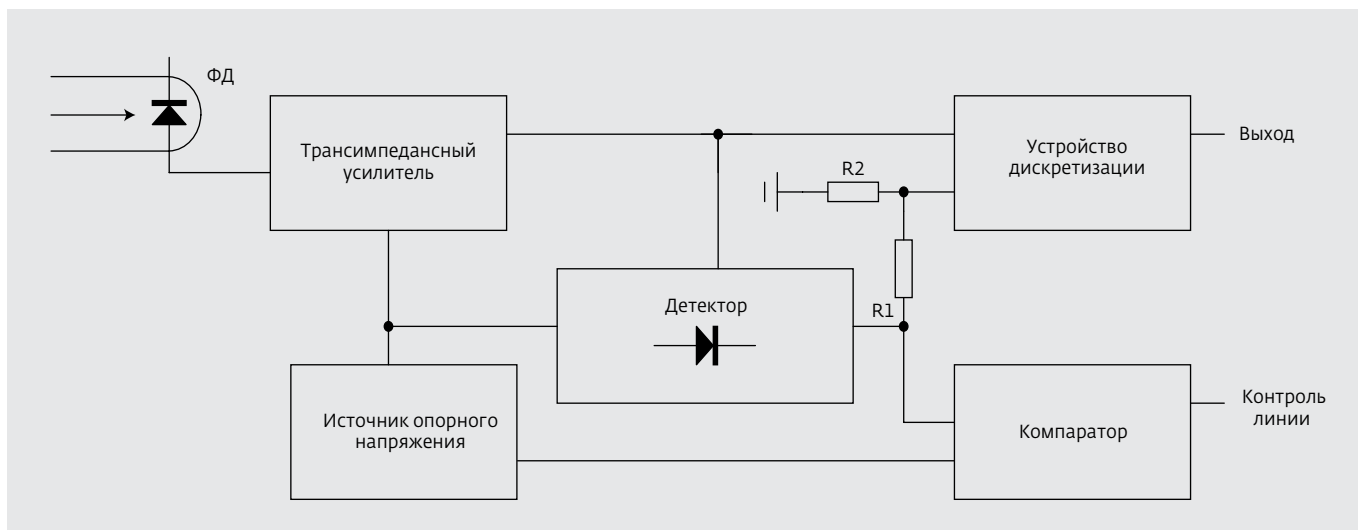 ФД
Трансимпедансный
усилитель
Устройство
дискретизации
Выход
R2
R1
Детектор
Источник опорного
напряжения
Компаратор
Контроль
линии